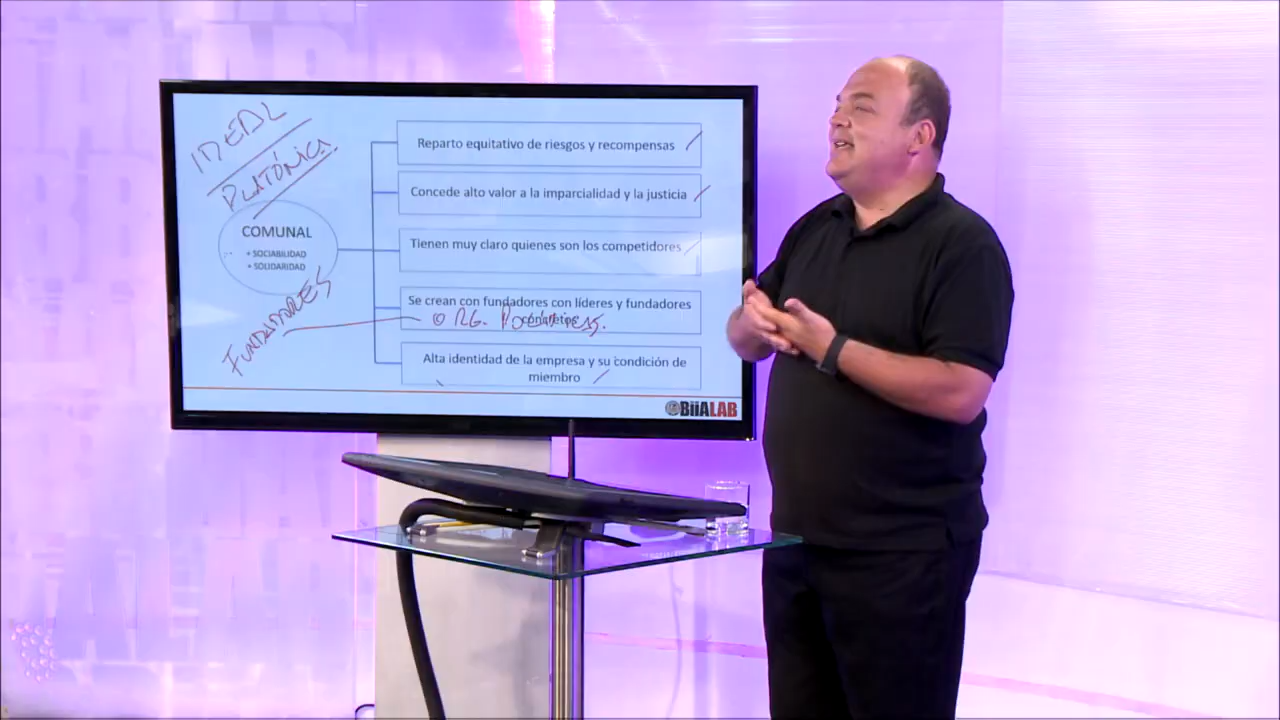 IDEAL
PLATÓNICA
COMUNAL
+ SOCIABILIDAD
+ SOLIDARIDAD
FUNDADORES
Reparto equitativo de riesgos y recompensas
Concede alto valor a la imparcialidad y la justicia
Tienen muy claro quienes son los competidores
Se crean con fundadores con líderes y fundadores
ORG.
Alta identidad de la empresa y su condición de
miembro
@BiiALAB